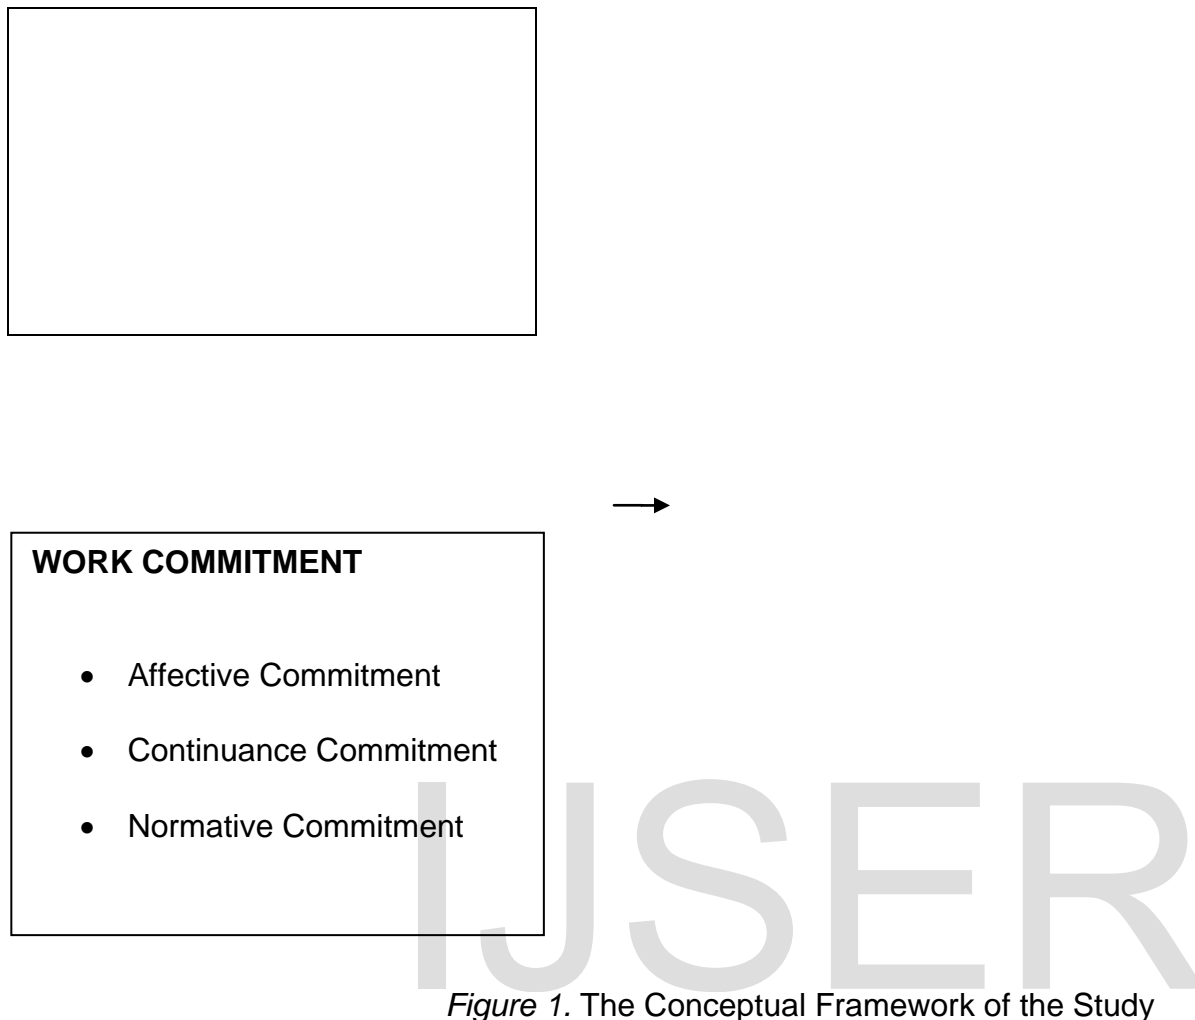 WORK COMMITMENT
• Affective Commitment
• Continuance Commitment
• Normative Commitment
IJSER
Figure 1. The Conceptual Framework of the Study